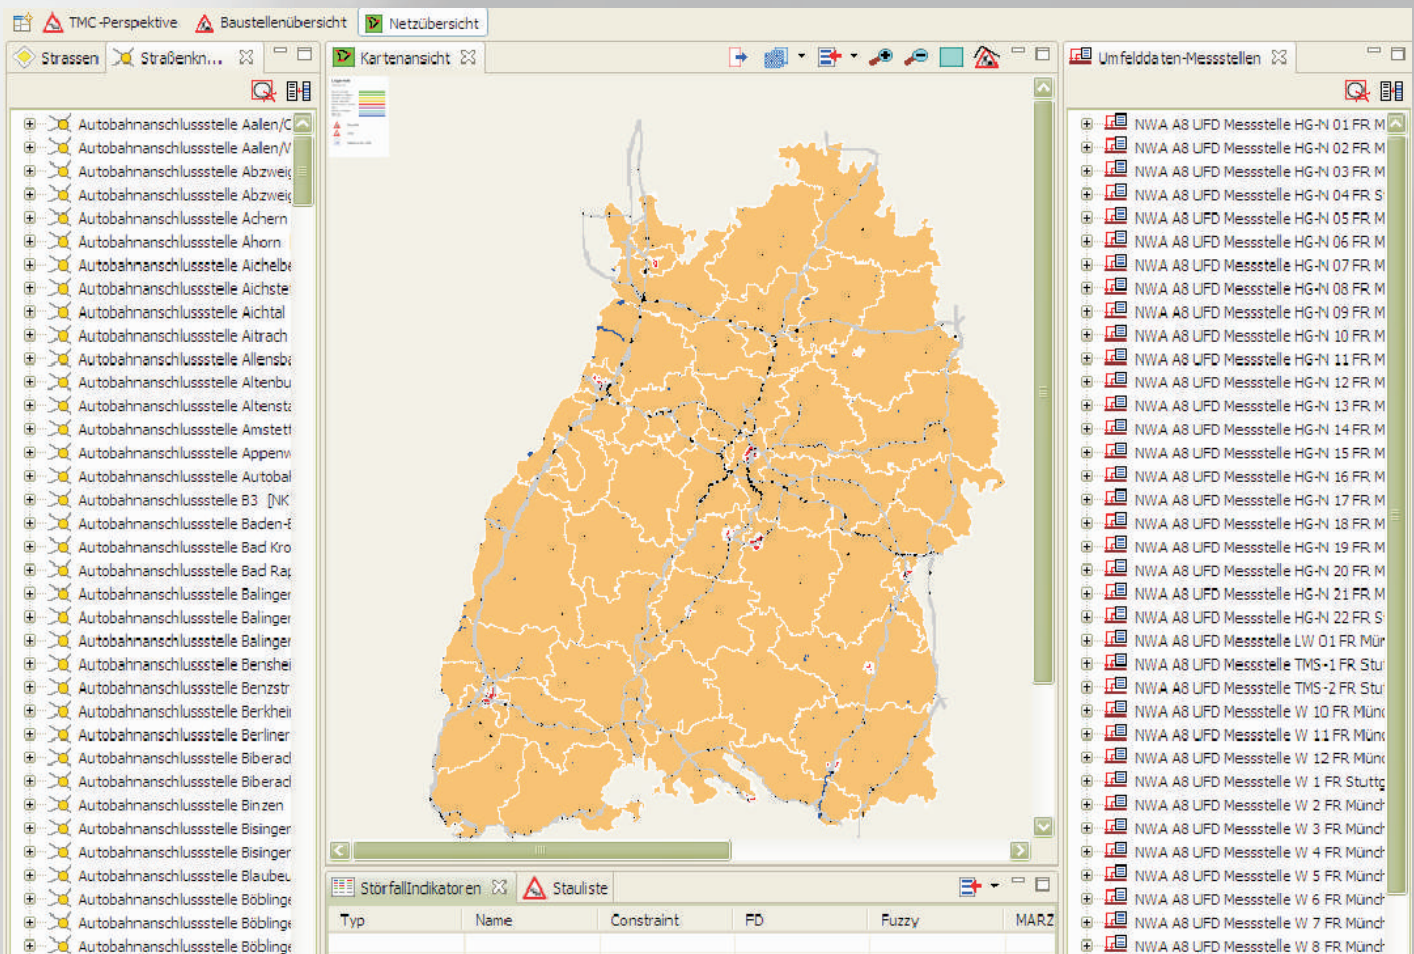 TMC-Perspektive
Baustellenübersicht
Netzübersicht
Strassen
Straßenkn...
Autobahnanschlussstelle Aalen/
Autobahnanschlussstelle Aalen/
Autobahnanschlussstelle Abzweig
Autobahnanschlussstelle Abzweig
Autobahnanschlussstelle Achern
Autobahnanschlussstelle Ahorn
Autobahnanschlussstelle Aichelbe
Autobahnanschlussstelle Aichste
Autobahnanschlussstelle Aichtal
Autobahnanschlussstelle Aitrach
Autobahnanschlussstelle Allensba
Autobahnanschlussstelle Altenbu
Autobahnanschlussstelle Altensta
Autobahnanschlussstelle Amstett
Autobahnanschlussstelle Appenw
Autobahnanschlussstelle Autobah
Autobahnanschlussstelle B3 [NK
Autobahnanschlussstelle Baden-B
Autobahnanschlussstelle Bad Kro
Autobahnanschlussstelle Bad Rap
Autobahnanschlussstelle Balinger
Autobahnanschlussstelle Balinger
Autobahnanschlussstelle Balinger
Autobahnanschlussstelle Benshei
Autobahnanschlussstelle Benzstr
Autobahnanschlussstelle Berkhei
Autobahnanschlussstelle Berliner
Autobahnanschlussstelle Biberach
Autobahnanschlussstelle Biberach
Autobahnanschlussstelle Binzen
Autobahnanschlussstelle Bisinger
Autobahnanschlussstelle Bisinger
Autobahnanschlussstelle Blaubeu
Autobahnanschlussstelle Böblinge
Autobahnanschlussstelle Böblinge
Autobahnanschlussstelle Böblinge
Kartenansicht
StörfallIndikatoren
Stauliste
Typ Name Constraint FD Fuzzy MARZ
Umfelddaten-Messstellen
NWA A8 UFD Messstelle HG-N 01 FR M
NWA A8 UFD Messstelle HG-N 02 FR M
NWA A8 UFD Messstelle HG-N 03 FR M
NWA A8 UFD Messstelle HG-N 04 FR S
NWA A8 UFD Messstelle HG-N 05 FR M
NWA A8 UFD Messstelle HG-N 06 FR M
NWA A8 UFD Messstelle HG-N 07 FR M
NWA A8 UFD Messstelle HG-N 08 FR M
NWA A8 UFD Messstelle HG-N 09 FR M
NWA A8 UFD Messstelle HG-N 10 FR M
NWA A8 UFD Messstelle HG-N 11 FR M
NWA A8 UFD Messstelle HG-N 12 FR M
NWA A8 UFD Messstelle HG-N 13 FR M
NWA A8 UFD Messstelle HG-N 14 FR M
NWA A8 UFD Messstelle HG-N 15 FR M
NWA A8 UFD Messstelle HG-N 16 FR M
NWA A8 UFD Messstelle HG-N 17 FR M
NWA A8 UFD Messstelle HG-N 18 FR M
NWA A8 UFD Messstelle HG-N 19 FR M
NWA A8 UFD Messstelle HG-N 20 FR M
NWA A8 UFD Messstelle HG-N 21 FR M
NWA A8 UFD Messstelle HG-N 22 FR S
NWA A8 UFD Messstelle LW 01 FR Mün
NWA A8 UFD Messstelle TMS-1 FR Stu
NWA A8 UFD Messstelle TMS-2 FR Stu
NWA A8 UFD Messstelle W 10 FR Münc
NWA A8 UFD Messstelle W 11 FR Münc
NWA A8 UFD Messstelle W 12 FR Münc
NWA A8 UFD Messstelle W 1 FR Stuttg
NWA A8 UFD Messstelle W 2 FR Münch
NWA A8 UFD Messstelle W 3 FR Münch
NWA A8 UFD Messstelle W 4 FR Münch
NWA A8 UFD Messstelle W 5 FR Münch
NWA A8 UFD Messstelle W 6 FR Münch
NWA A8 UFD Messstelle W 7 FR Münch
NWA A8 UFD Messstelle W 8 FR Münch